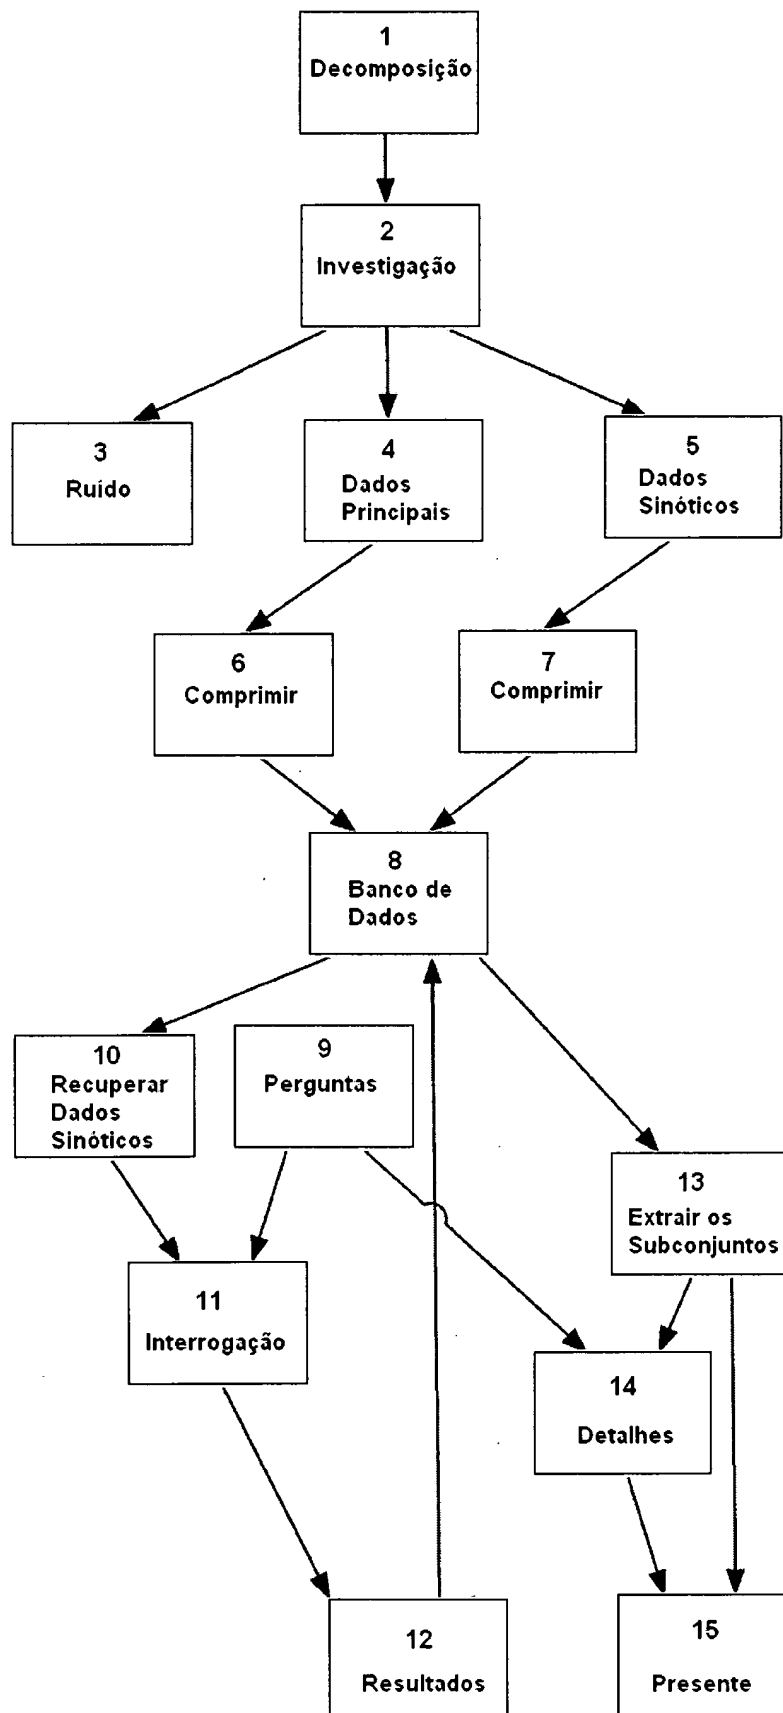 1
Decomposição
2
Investigação
3
Ruído
4
Dados
Principais
5
Dados
Sinóticos
6
Comprimir
7
Comprimir
8
Banco de
Dados
10
Recuperar
Dados
Sinóticos
9
Perguntas
13
Extrair os
Subconjuntos
11
Interrogação
14
Detalhes
12
Resultados
15
Presente